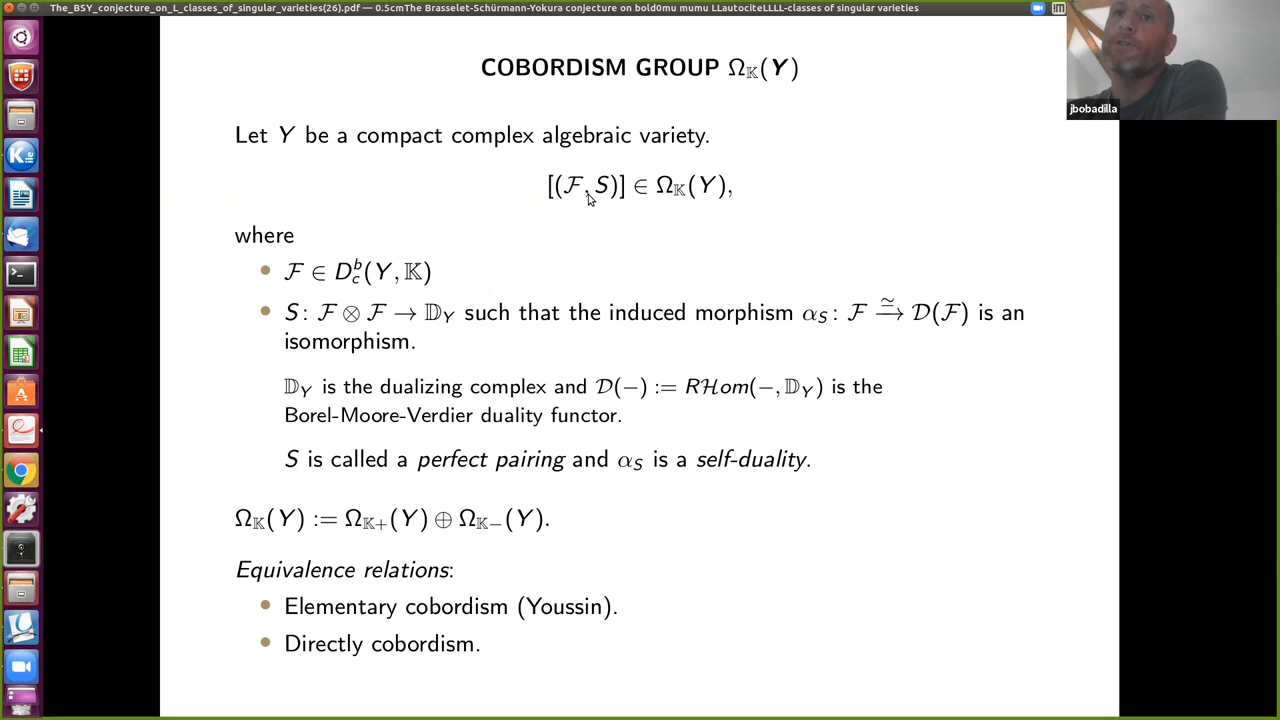 The_BSY_conjecture_on_L_classes_of_singular_varieties(26).pdf — 0.5cmThe Brasselet-Schürmann-Yokura conjecture on bold0mu mumu LLautociteLLLL-classes of singular varieties
jbobadilla
COBORDISM GROUP Ω𝕂(Y)
Let Y be a compact complex algebraic variety.
[(ℱ, S)] ∈ Ω𝕂(Y),
where
• ℱ ∈ D_c^b(Y, 𝕂)
• S: ℱ ⊗ ℱ → 𝔻_Y such that the induced morphism α_S: ℱ ≃→ 𝒟(ℱ) is an
isomorphism.
𝔻_Y is the dualizing complex and 𝒟(−) := Rℋom(−, 𝔻_Y) is the
Borel-Moore-Verdier duality functor.
S is called a perfect pairing and α_S is a self-duality.
Ω𝕂(Y) := Ω𝕂+(Y) ⊕ Ω𝕂−(Y).
Equivalence relations:
• Elementary cobordism (Youssin).
• Directly cobordism.